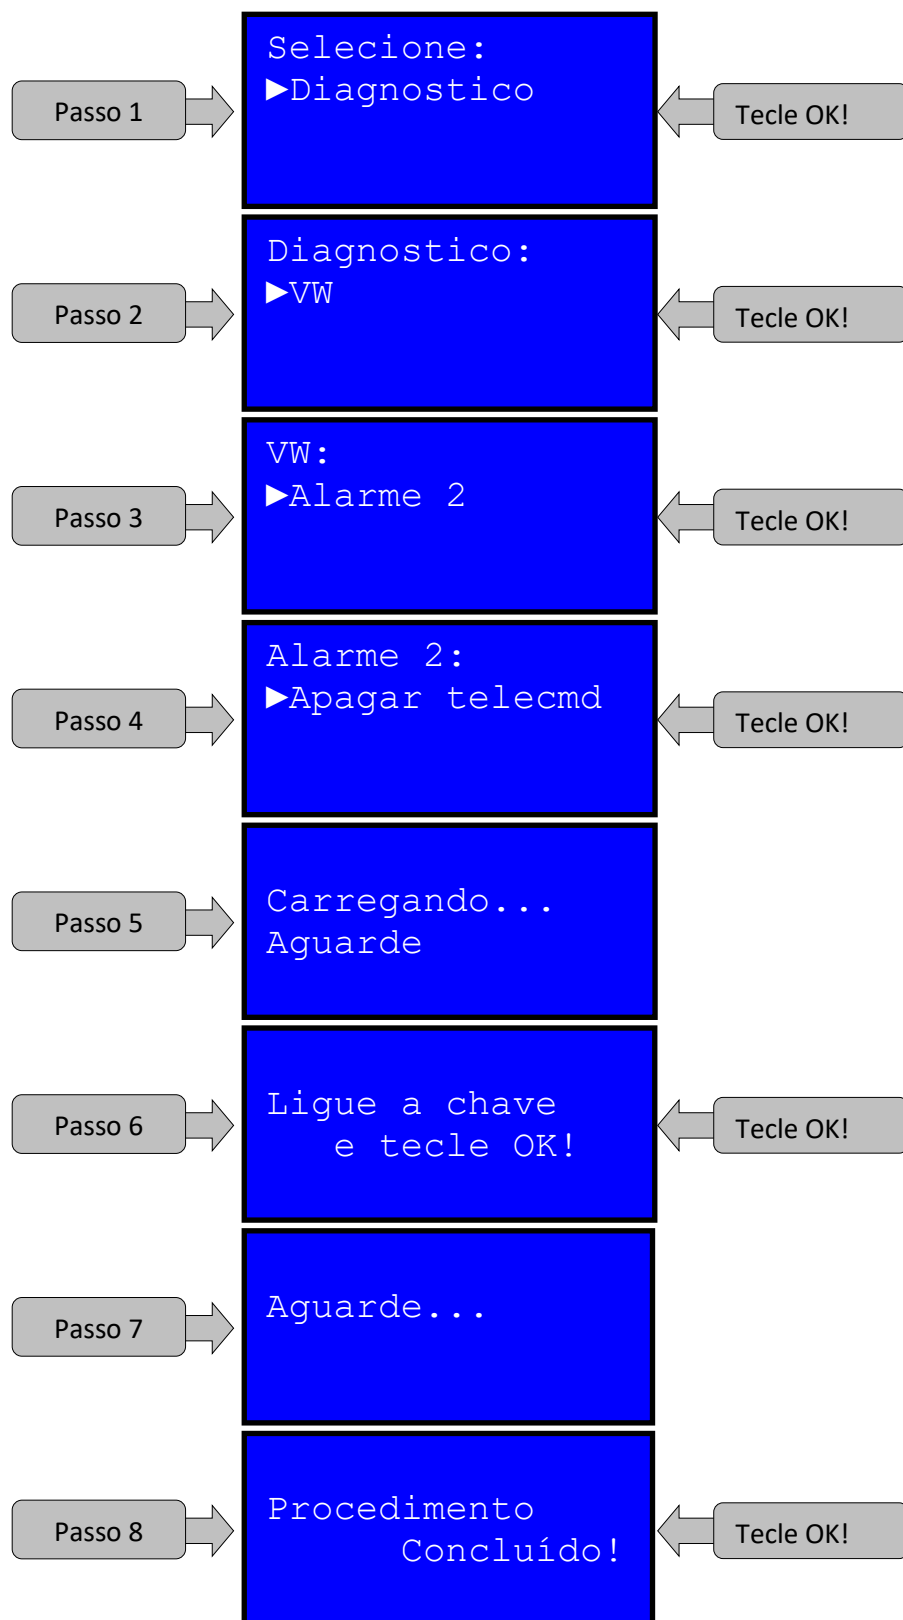 Selecione:
Passo 1 ►Diagnostico Tecle OK!
Diagnostico:
Passo 2 ►VW Tecle OK!
VW:
Passo 3 ►Alarme 2 Tecle OK!
Alarme 2:
Passo 4 ►Apagar telecmd Tecle OK!
Passo 5 Carregando...
Aguarde
Passo 6 Ligue a chave Tecle OK!
e tecle OK!
Passo 7 Aguarde...
Passo 8 Procedimento Tecle OK!
Concluído!